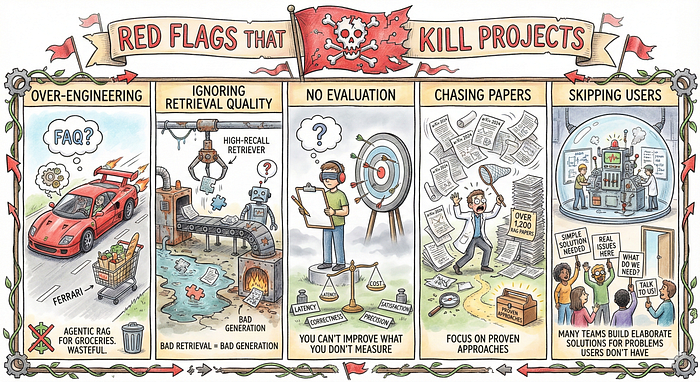 RED FLAGS THAT
KILL PROJECTS
OVER-ENGINEERING
FAQ?
FERRARI
AGENTIC RAG
FOR GROCERIES.
WASTEFUL.
IGNORING
RETRIEVAL QUALITY
HIGH-RECALL
RETRIEVER
?
BAD
GENERATION
BAD RETRIEVAL = BAD GENERATION
NO EVALUATION
?
LATENCY
COST
LATENCY
CORRECTNESS
PRECISION
SATISFACTION
YOU CAN'T IMPROVE WHAT
YOU DON'T MEASURE
CHASING PAPERS
OVER
1,200
RAG PAPERS
PROVEN
APPROACHES
FOCUS ON PROVEN
APPROACHES
SKIPPING USERS
SIMPLE
SOLUTION
NEEDED
REAL
ISSUES
HERE
WHAT
DO WE
NEED?
TALK
TO US!
MANY TEAMS BUILD ELABORATE
SOLUTIONS FOR PROBLEMS
USERS DON'T HAVE